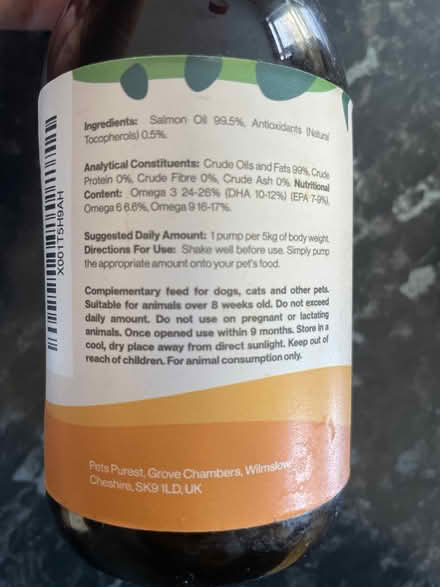 Ingredients: Salmon Oil 99.5%, Antioxidants (Natural
Tocopherols) 0.5%.
Analytical Constituents: Crude Oils and Fats 99%, Crude
Protein 0%, Crude Fibre 0%, Crude Ash 0%. Nutritional
Content: Omega 3 24-26% (DHA 10-12%) (EPA 7-9%),
Omega 6 6.6%, Omega 9 16-17%.
Suggested Daily Amount: 1 pump per 5kg of body weight.
Directions For Use: Shake well before use. Simply pump
the appropriate amount onto your pet's food.
Complementary feed for dogs, cats and other pets.
Suitable for animals over 8 weeks old. Do not exceed
daily amount. Do not use on pregnant or lactating
animals. Once opened use within 9 months. Store in a
cool, dry place away from direct sunlight. Keep out of
reach of children. For animal consumption only.
Pets Purest, Grove Chambers, Wilmslow
Cheshire, SK9 1LD, UK
X001T5H9AH